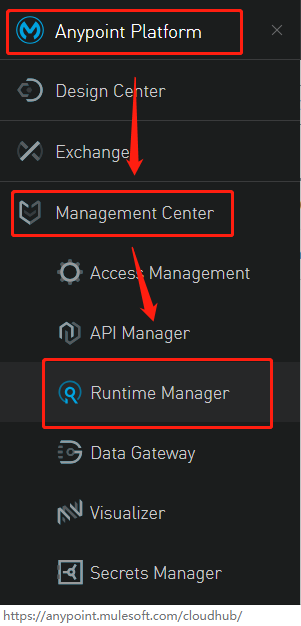 Anypoint Platform
Design Center
Exchange
Management Center
Access Management
API Manager
Runtime Manager
Data Gateway
Visualizer
Secrets Manager
https://anypoint.mulesoft.com/cloudhub/